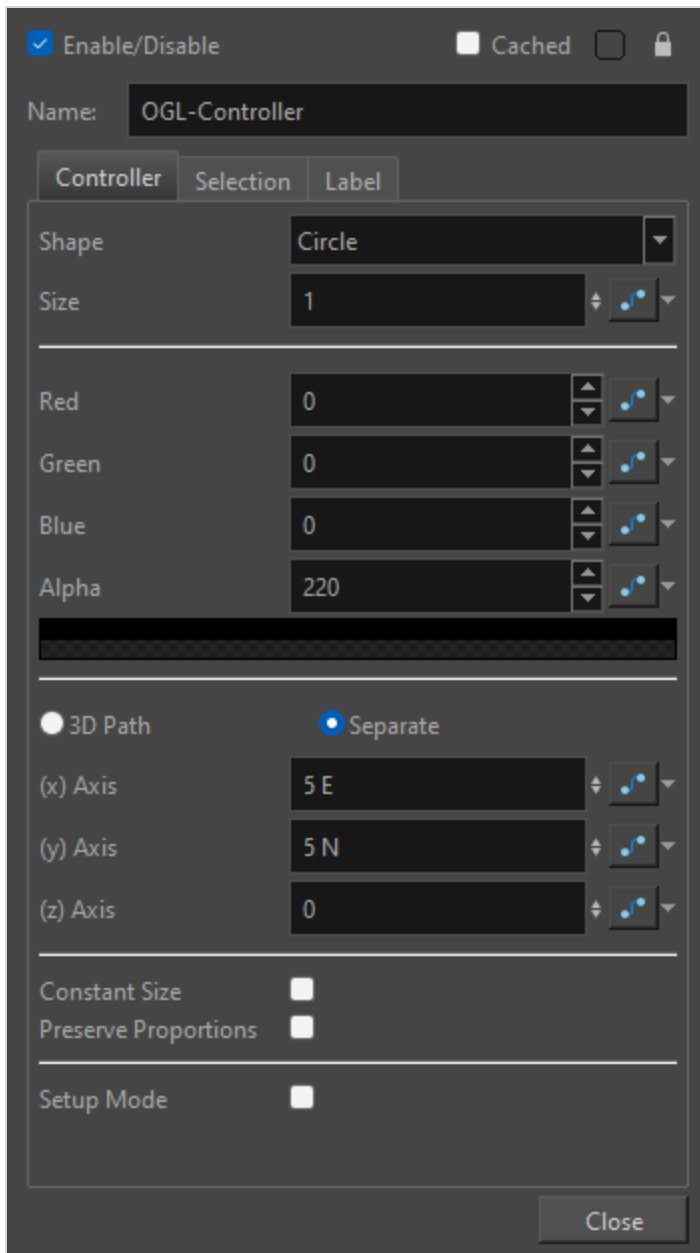 Enable/Disable Cached
Name: OGL-Controller
Controller Selection Label
Shape Circle
Size 1
Red 0
Green 0
Blue 0
Alpha 220
3D Path Separate
(x) Axis 5 E
(y) Axis 5 N
(z) Axis 0
Constant Size
Preserve Proportions
Setup Mode
Close